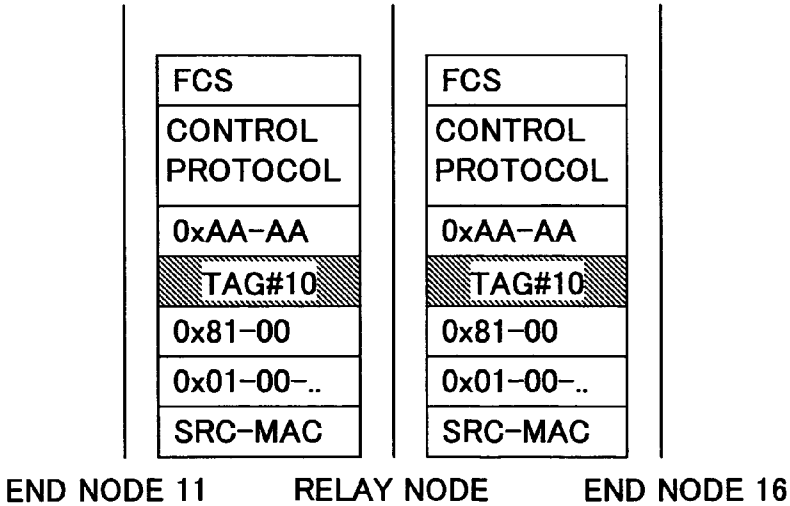 FCS
CONTROL
PROTOCOL
0xAA-AA
TAG#10
0x81-00
0x01-00-..
SRC-MAC
FCS
CONTROL
PROTOCOL
0xAA-AA
TAG#10
0x81-00
0x01-00-..
SRC-MAC
END NODE 11
RELAY NODE
END NODE 16